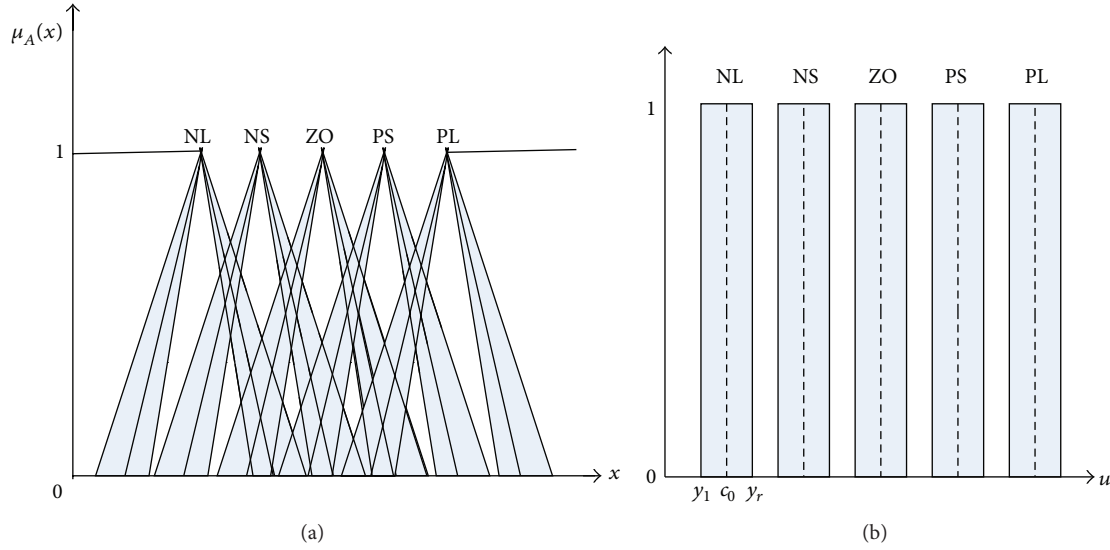 μ_A(x)
NL NS ZO PS PL
1
0
x
(a)
NL NS ZO PS PL
1
0
u
y_1 c_0 y_r
(b)